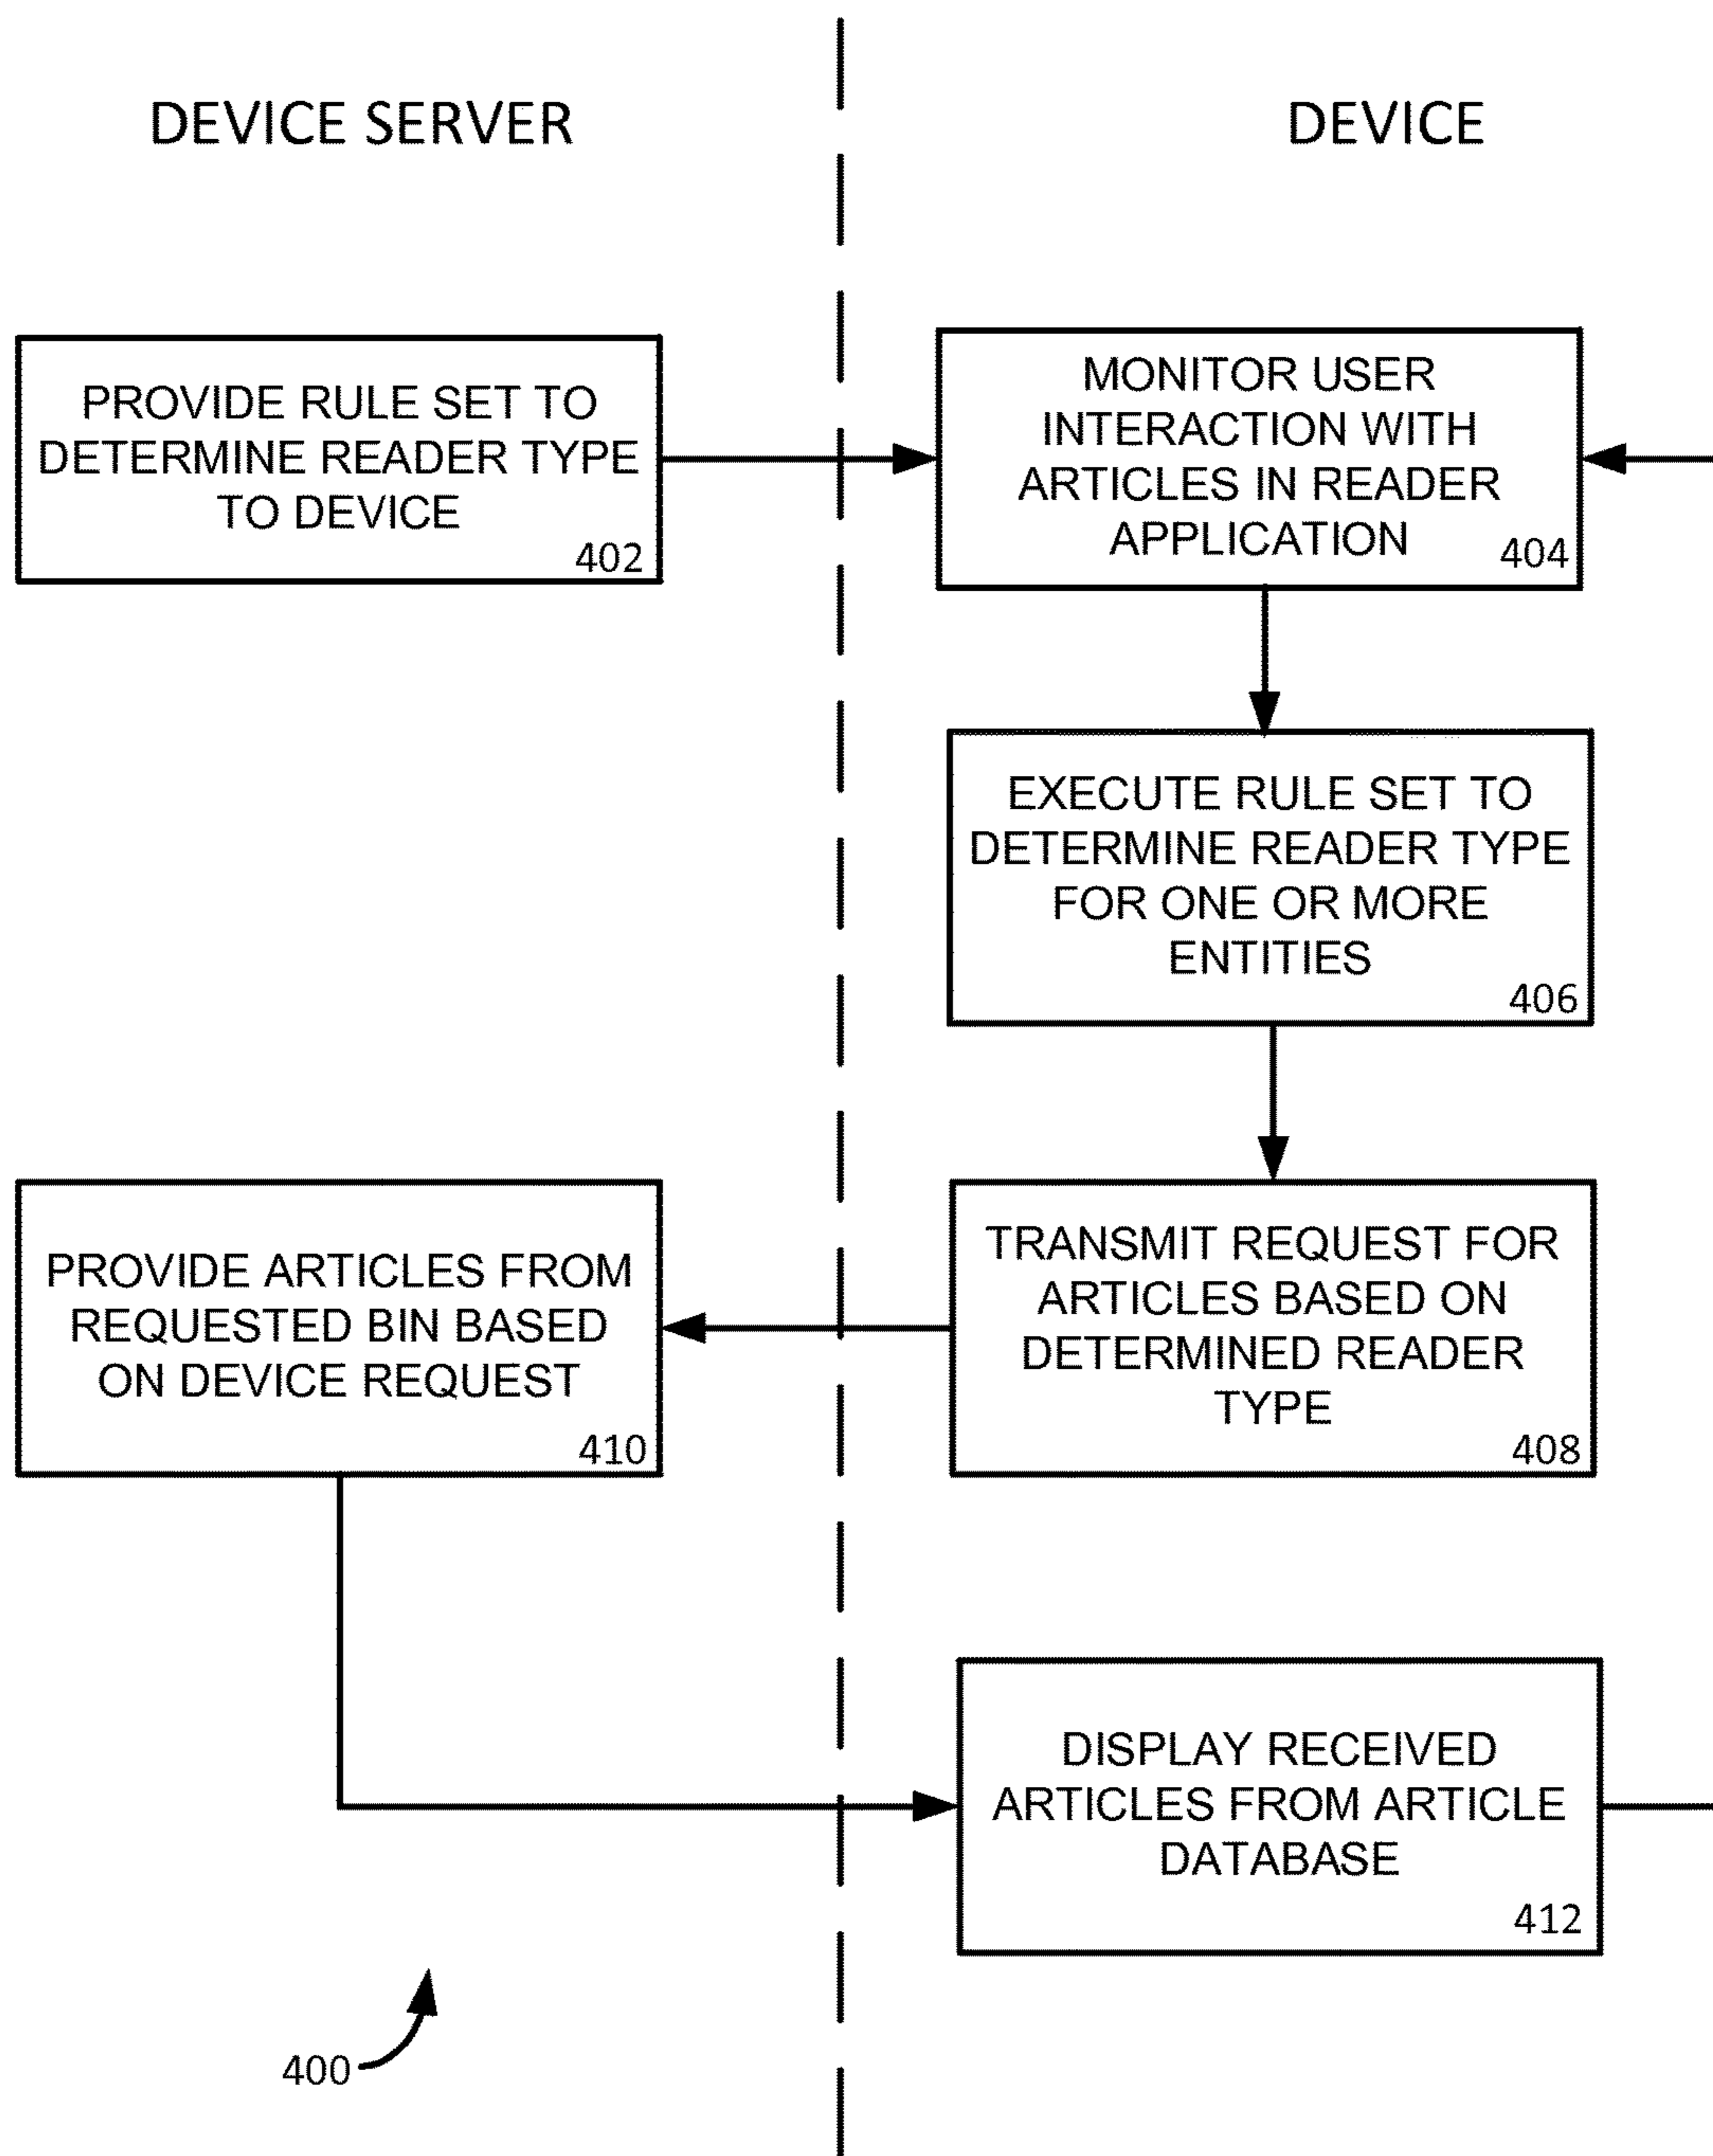 DEVICE SERVER
DEVICE
PROVIDE RULE SET TO
DETERMINE READER TYPE
TO DEVICE
402
MONITOR USER
INTERACTION WITH
ARTICLES IN READER
APPLICATION
404
EXECUTE RULE SET TO
DETERMINE READER TYPE
FOR ONE OR MORE
ENTITIES
406
TRANSMIT REQUEST FOR
ARTICLES BASED ON
DETERMINED READER
TYPE
408
PROVIDE ARTICLES FROM
REQUESTED BIN BASED
ON DEVICE REQUEST
410
DISPLAY RECEIVED
ARTICLES FROM ARTICLE
DATABASE
412
400